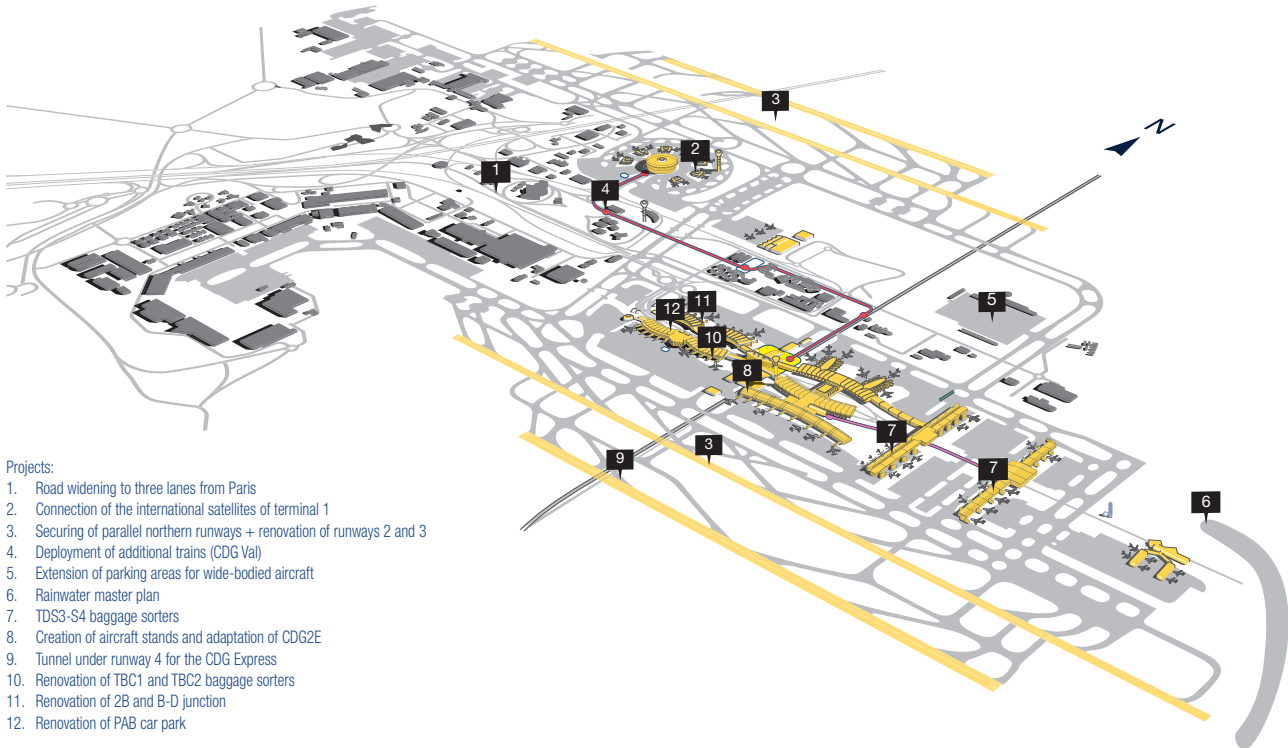 3
N
2
1
4
5
11
12
10
8
7
3
9
7
6
Projects:
1. Road widening to three lanes from Paris
2. Connection of the international satellites of terminal 1
3. Securing of parallel northern runways + renovation of runways 2 and 3
4. Deployment of additional trains (CDG Val)
5. Extension of parking areas for wide-bodied aircraft
6. Rainwater master plan
7. TDS3-S4 baggage sorters
8. Creation of aircraft stands and adaptation of CDG2E
9. Tunnel under runway 4 for the CDG Express
10. Renovation of TBC1 and TBC2 baggage sorters
11. Renovation of 2B and B-D junction
12. Renovation of PAB car park